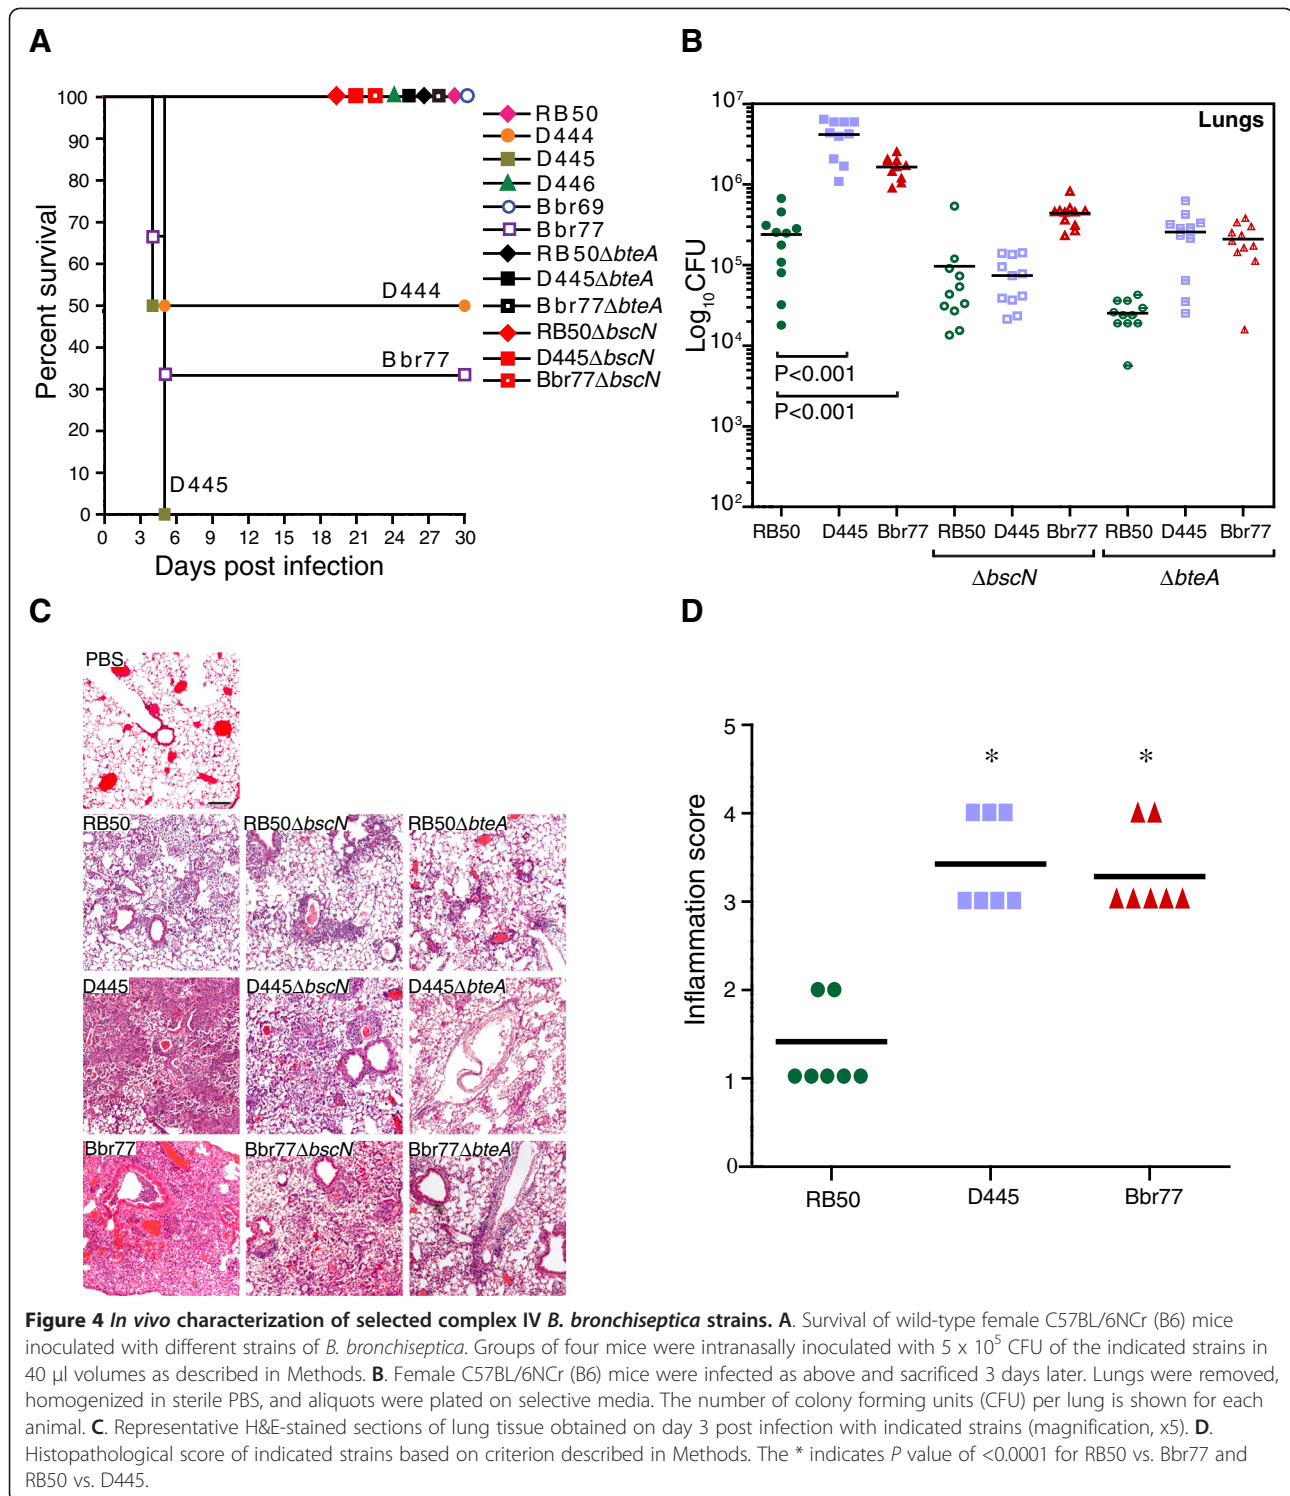 A
100
90
80
70
60
50
40
30
20
10
0
Percent survival
0 3 6 9 12 15 18 21 24 27 30
Days post infection
D444
Bbr77
D445
RB50
D444
D445
D446
Bbr69
Bbr77
RB50ΔbteA
D445ΔbteA
Bbr77ΔbteA
RB50ΔbscN
D445ΔbscN
Bbr77ΔbscN
B
Lungs
10⁷
10⁶
10⁵
10⁴
10³
10²
Log₁₀CFU
P<0.001
P<0.001
RB50 D445 Bbr77 RB50 D445 Bbr77 RB50 D445 Bbr77
ΔbscN ΔbteA
C
PBS
RB50 RB50ΔbscN RB50ΔbteA
D445 D445ΔbscN D445ΔbteA
Bbr77 Bbr77ΔbscN Bbr77ΔbteA
D
5
4
3
2
1
0
Inflammation score
* *
RB50 D445 Bbr77
Figure 4 In vivo characterization of selected complex IV B. bronchiseptica strains. A. Survival of wild-type female C57BL/6NCr (B6) mice
inoculated with different strains of B. bronchiseptica. Groups of four mice were intranasally inoculated with 5 x 10⁵ CFU of the indicated strains in
40 μl volumes as described in Methods. B. Female C57BL/6NCr (B6) mice were infected as above and sacrificed 3 days later. Lungs were removed,
homogenized in sterile PBS, and aliquots were plated on selective media. The number of colony forming units (CFU) per lung is shown for each
animal. C. Representative H&E-stained sections of lung tissue obtained on day 3 post infection with indicated strains (magnification, x5). D.
Histopathological score of indicated strains based on criterion described in Methods. The * indicates P value of <0.0001 for RB50 vs. Bbr77 and
RB50 vs. D445.